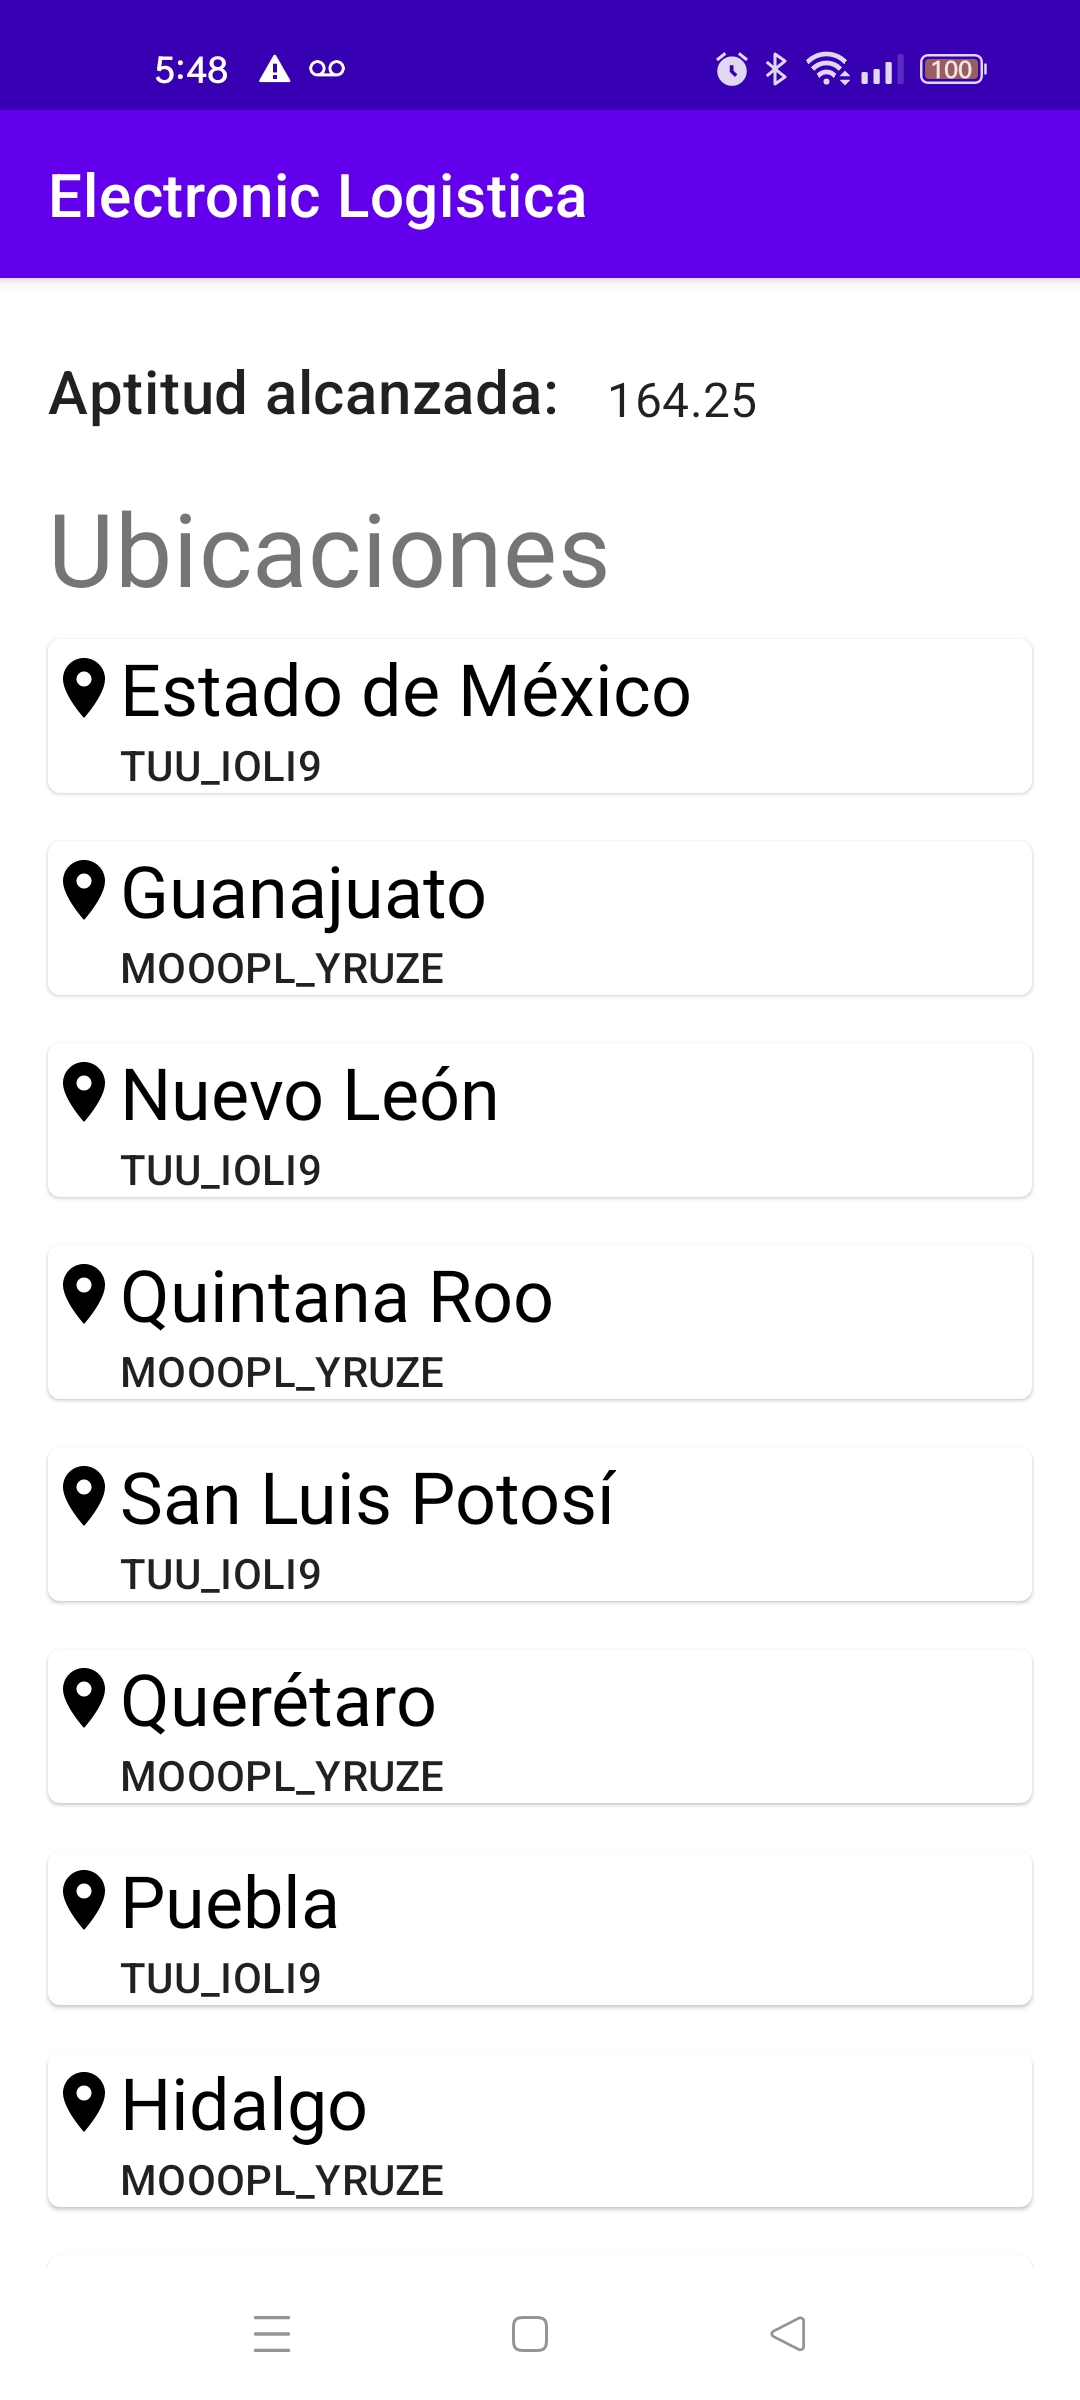 5:48
100
Electronic Logistica
Aptitud alcanzada: 164.25
Ubicaciones
Estado de México
TUU_IOLI9
Guanajuato
MOOOPL_YRUZE
Nuevo León
TUU_IOLI9
Quintana Roo
MOOOPL_YRUZE
San Luis Potosí
TUU_IOLI9
Querétaro
MOOOPL_YRUZE
Puebla
TUU_IOLI9
Hidalgo
MOOOPL_YRUZE